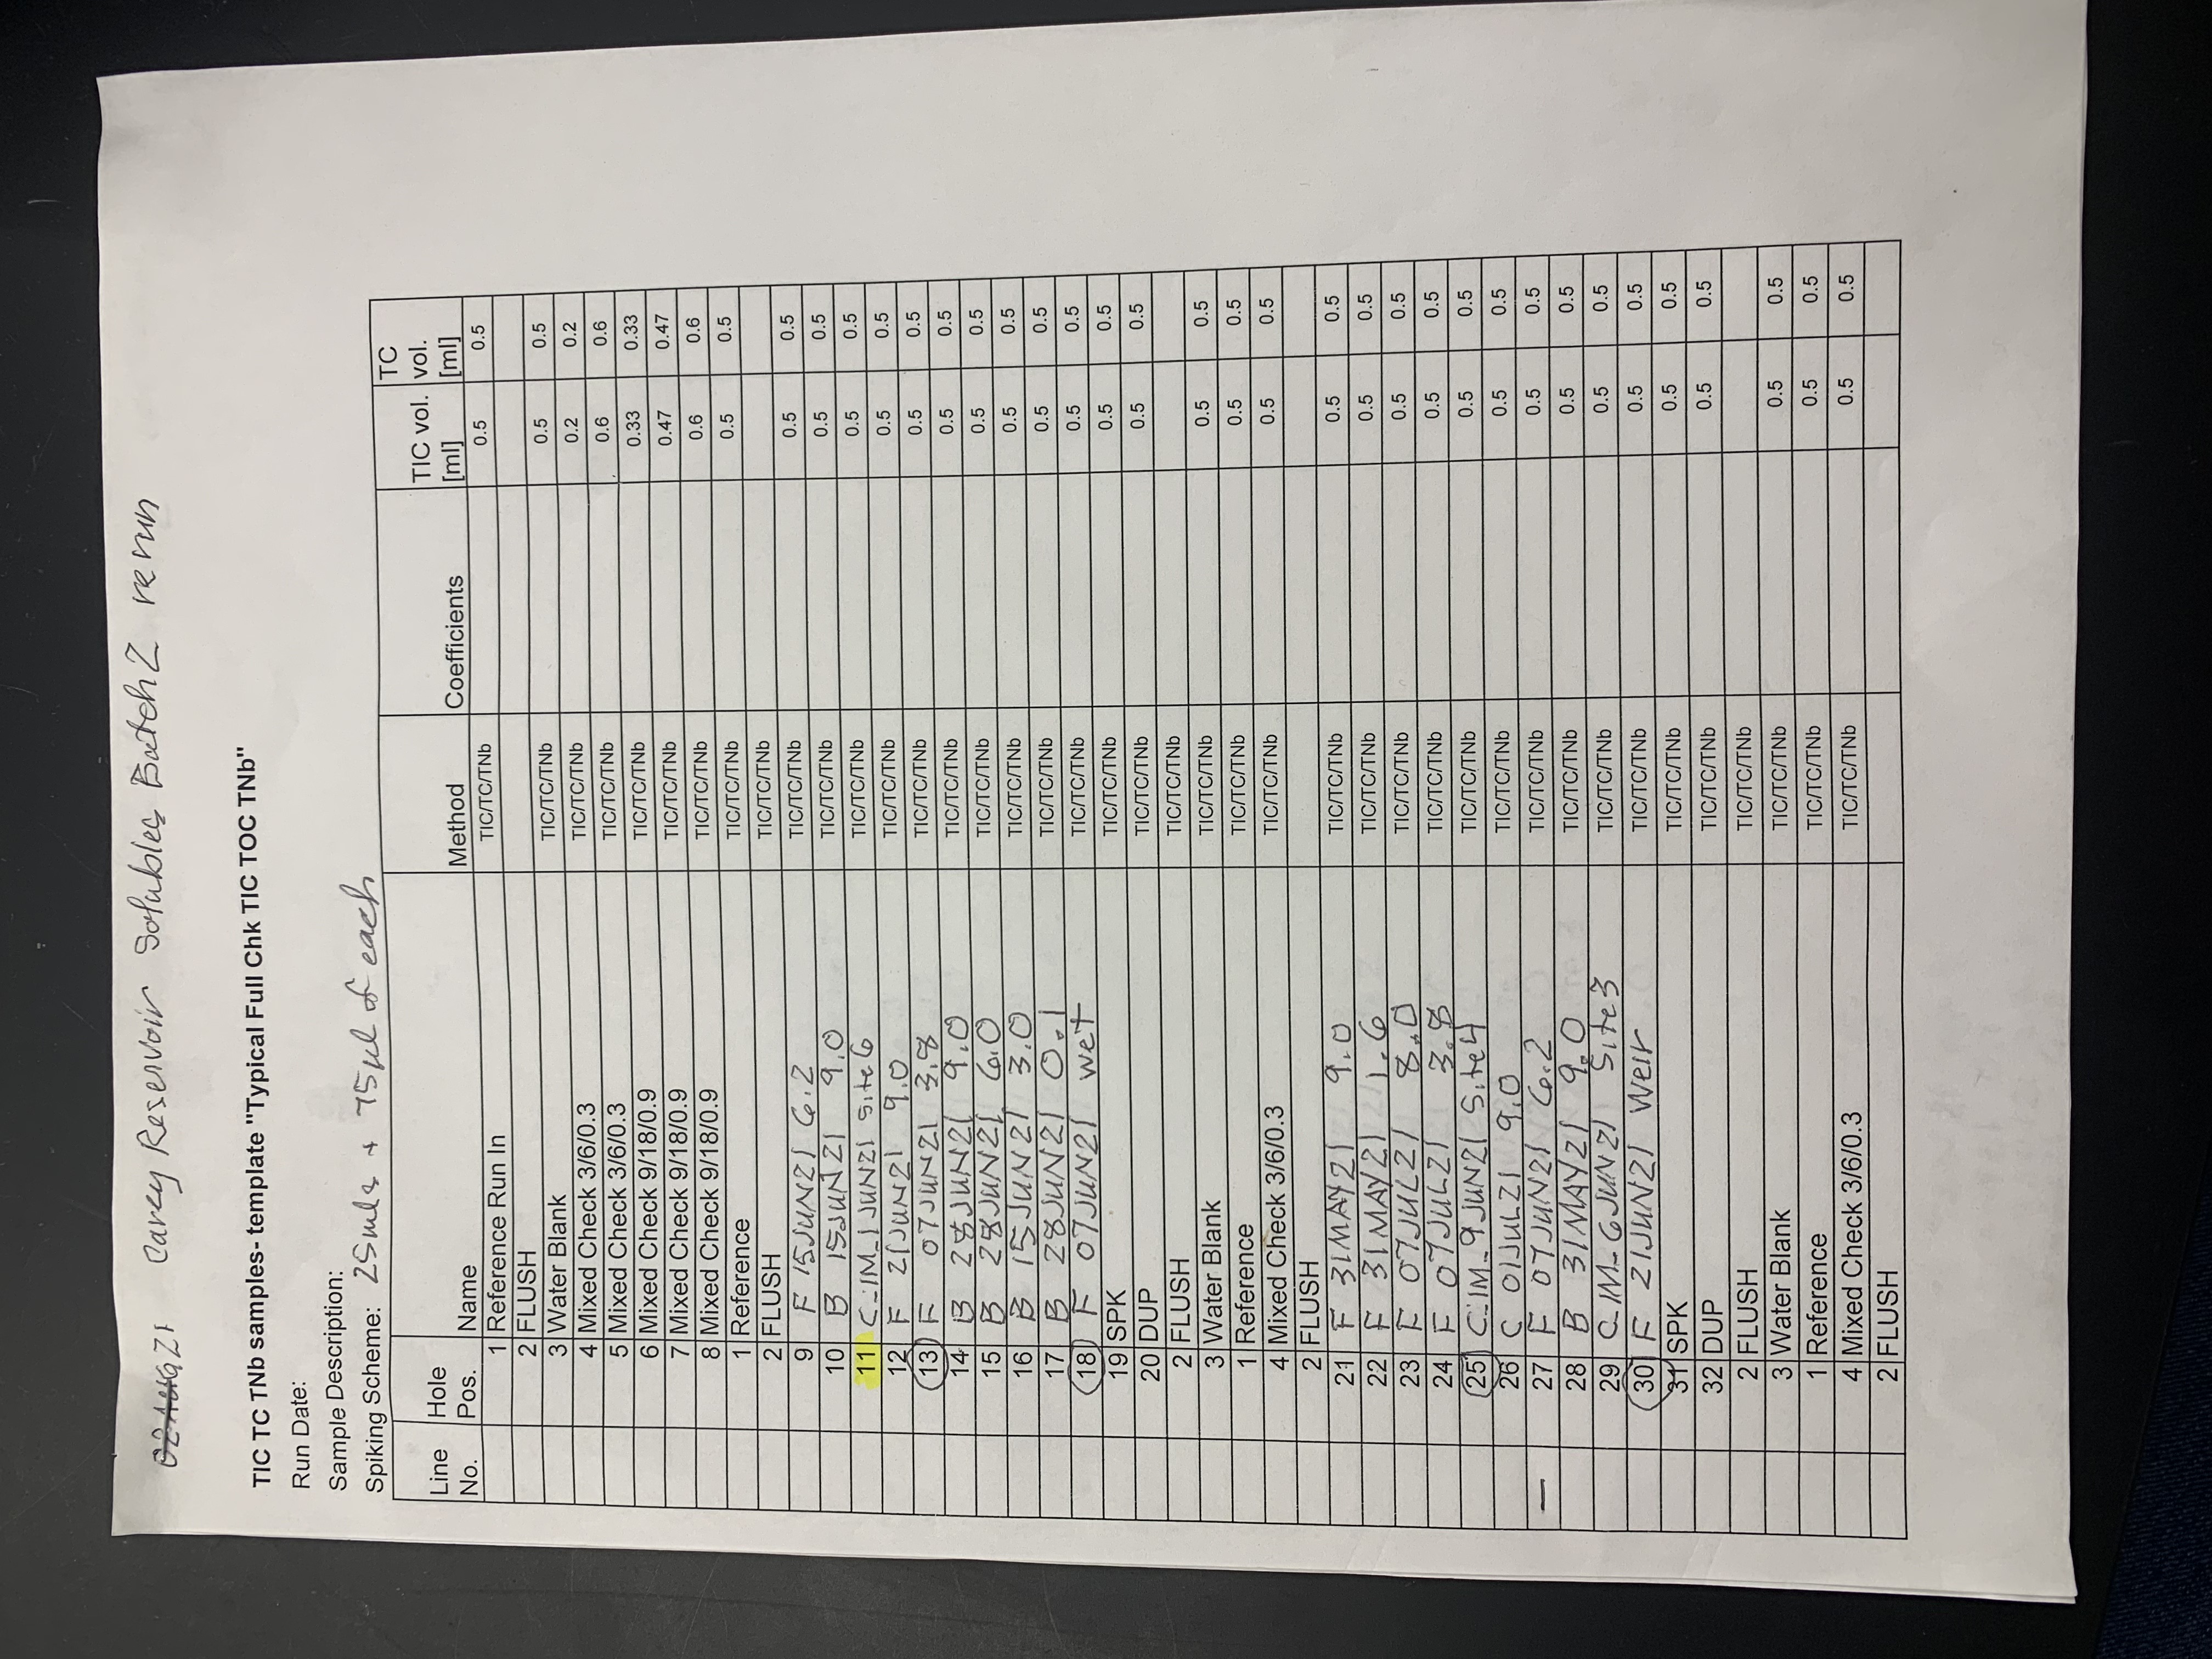 02AUG21 Carey Reservoir Solubles Batch 2 rerun
TIC TC TNb samples- template "Typical Full Chk TIC TOC TNb"
Run Date:
Sample Description:
Spiking Scheme: 25mls + 75µl of each
Line No. Hole Pos. Name Method Coefficients TIC vol. [ml] TC vol. [ml]
1 Reference Run In TIC/TC/TNb 0.5 0.5
2 FLUSH
3 Water Blank TIC/TC/TNb 0.5 0.5
4 Mixed Check 3/6/0.3 TIC/TC/TNb 0.2 0.2
5 Mixed Check 3/6/0.3 TIC/TC/TNb 0.6 0.6
6 Mixed Check 9/18/0.9 TIC/TC/TNb 0.33 0.33
7 Mixed Check 9/18/0.9 TIC/TC/TNb 0.47 0.47
8 Mixed Check 9/18/0.9 TIC/TC/TNb 0.6 0.6
1 Reference TIC/TC/TNb 0.5 0.5
2 FLUSH TIC/TC/TNb
9 F 15JUN21 6.2 TIC/TC/TNb 0.5 0.5
10 B 15JUN21 9.0 TIC/TC/TNb 0.5 0.5
11 C_IM_1JUN21 Site 6 TIC/TC/TNb 0.5 0.5
12 F 21JUN21 9.0 TIC/TC/TNb 0.5 0.5
13 F 07JUN21 3.8 TIC/TC/TNb 0.5 0.5
14 B 28JUN21 9.0 TIC/TC/TNb 0.5 0.5
15 B 28JUN21 6.0 TIC/TC/TNb 0.5 0.5
16 B 15JUN21 3.0 TIC/TC/TNb 0.5 0.5
17 B 28JUN21 0.1 TIC/TC/TNb 0.5 0.5
18 F 07JUN21 wet TIC/TC/TNb 0.5 0.5
19 SPK TIC/TC/TNb 0.5 0.5
20 DUP TIC/TC/TNb 0.5 0.5
2 FLUSH TIC/TC/TNb
3 Water Blank TIC/TC/TNb 0.5 0.5
1 Reference TIC/TC/TNb 0.5 0.5
4 Mixed Check 3/6/0.3 TIC/TC/TNb 0.5 0.5
2 FLUSH
21 F 31MAY21 9.0 TIC/TC/TNb 0.5 0.5
22 F 31MAY21 1.6 TIC/TC/TNb 0.5 0.5
23 F 07JUL21 8.0 TIC/TC/TNb 0.5 0.5
24 F 07JUL21 3.8 TIC/TC/TNb 0.5 0.5
25 C_IM_9JUN21 Site4 TIC/TC/TNb 0.5 0.5
26 C 01JUL21 9.0 TIC/TC/TNb 0.5 0.5
— 27 F 07JUN21 6.2 TIC/TC/TNb 0.5 0.5
28 B 31MAY21 9.0 TIC/TC/TNb 0.5 0.5
29 C_IM_6JUN21 Site3 TIC/TC/TNb 0.5 0.5
30 F 21JUN21 Weir TIC/TC/TNb 0.5 0.5
31 SPK TIC/TC/TNb 0.5 0.5
32 DUP TIC/TC/TNb 0.5 0.5
2 FLUSH TIC/TC/TNb
3 Water Blank TIC/TC/TNb 0.5 0.5
1 Reference TIC/TC/TNb 0.5 0.5
4 Mixed Check 3/6/0.3 TIC/TC/TNb 0.5 0.5
2 FLUSH